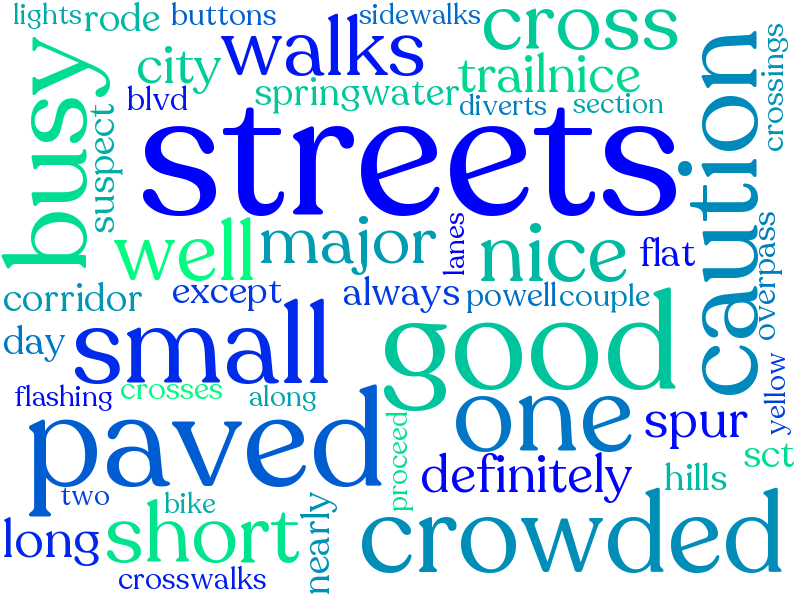 lights
rode
buttons
sidewalks
cross
crossings
busy
city
walks
trail
nice
blvd
springwater
diverts
section
suspect
streets
caution
well
major
lanes
nice
flat
overpass
corridor
except
always
powell
couple
day
small
good
yellow
flashing
crosses
along
one
spur
paved
proceed
definitely
hills
sct
two
bike
long
short
nearly
crowded
crosswalks